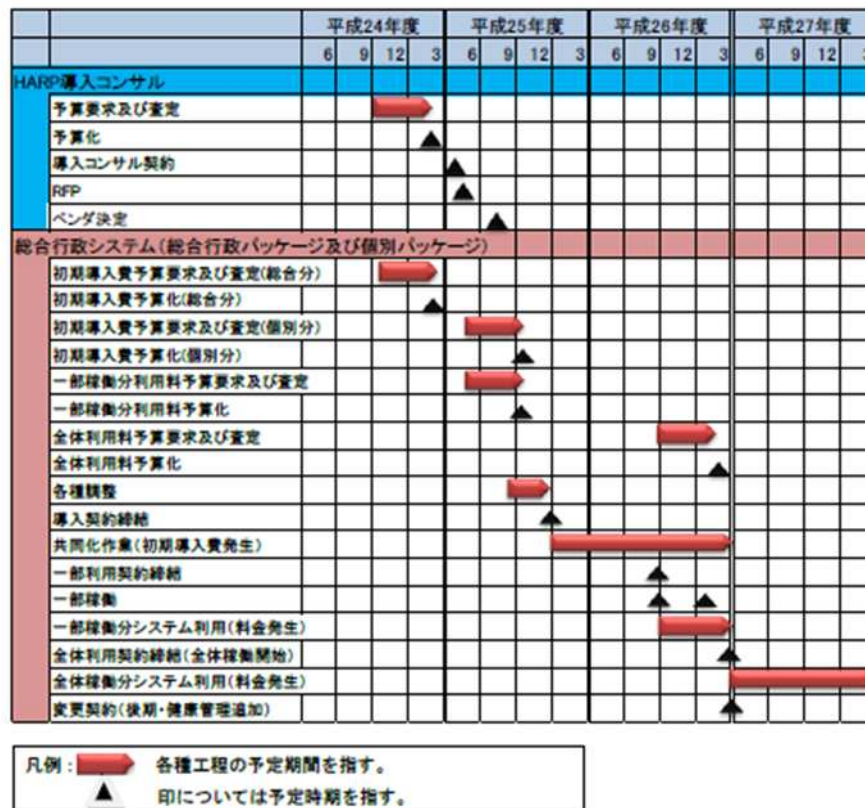 平成24年度 平成25年度 平成26年度 平成27年度
6 9 12 3 6 9 12 3 6 9 12 3 6 9 12 3
HARP導入コンサル
予算要求及び査定
予算化
導入コンサル契約
RFP
ベンダ決定
総合行政システム(総合行政パッケージ及び個別パッケージ)
初期導入費予算要求及び査定(総合分)
初期導入費予算化(総合分)
初期導入費予算要求及び査定(個別分)
初期導入費予算化(個別分)
一部稼働分利用料予算要求及び査定
一部稼働分利用料予算化
全体利用料予算要求及び査定
全体利用料予算化
各種調整
導入契約締結
共同化作業(初期導入費発生)
一部利用契約締結
一部稼働
一部稼働分システム利用(料金発生)
全体利用契約締結(全体稼働開始)
全体稼働分システム利用(料金発生)
変更契約(後期・健康管理追加)
凡例: 各種工程の予定期間を指す。
印については予定時期を指す。